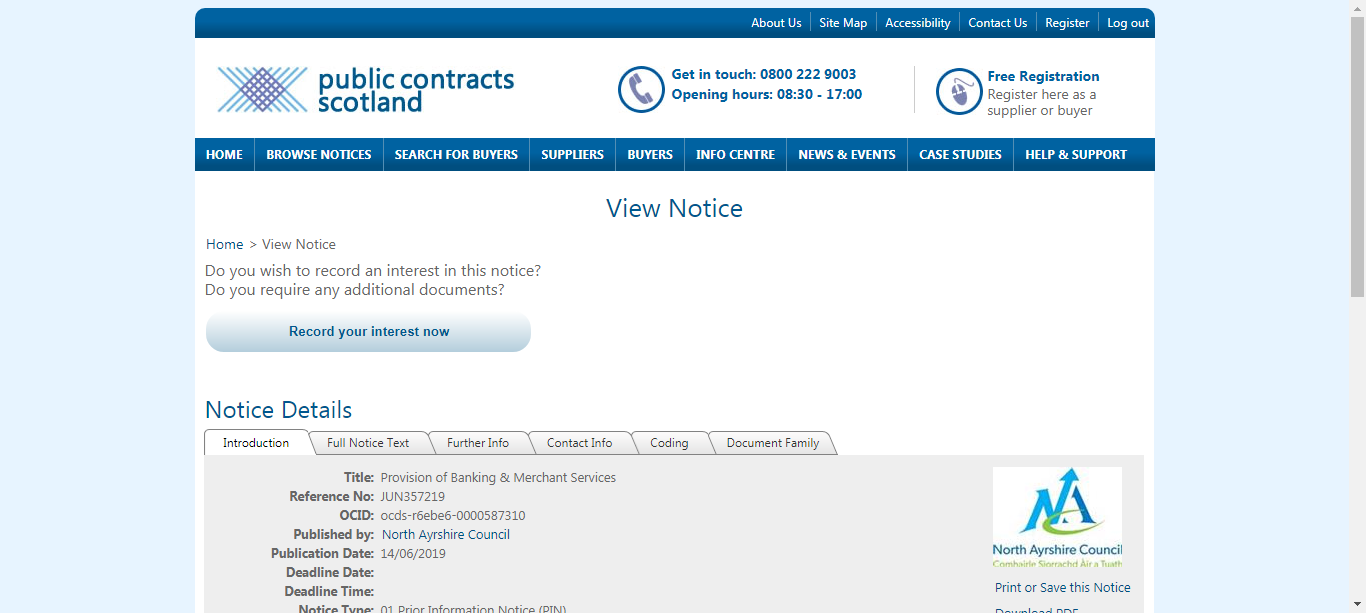 About Us Site Map Accessibility Contact Us Register Log out
public contracts
scotland
Get in touch: 0800 222 9003
Opening hours: 08:30 - 17:00
Free Registration
Register here as a
supplier or buyer
HOME BROWSE NOTICES SEARCH FOR BUYERS SUPPLIERS BUYERS INFO CENTRE NEWS & EVENTS CASE STUDIES HELP & SUPPORT
View Notice
Home > View Notice
Do you wish to record an interest in this notice?
Do you require any additional documents?
Record your interest now
Notice Details
Introduction Full Notice Text Further Info Contact Info Coding Document Family
Title: Provision of Banking & Merchant Services
Reference No: JUN357219
OCID: ocds-r6ebe6-0000587310
Published by: North Ayrshire Council
Publication Date: 14/06/2019
Deadline Date:
Deadline Time:
Notice Type: 01 Prior Information Notice (PIN)
NA
North Ayrshire Council
Comhairle Siorrachd Àir a Tuath
Print or Save this Notice
Download PDF